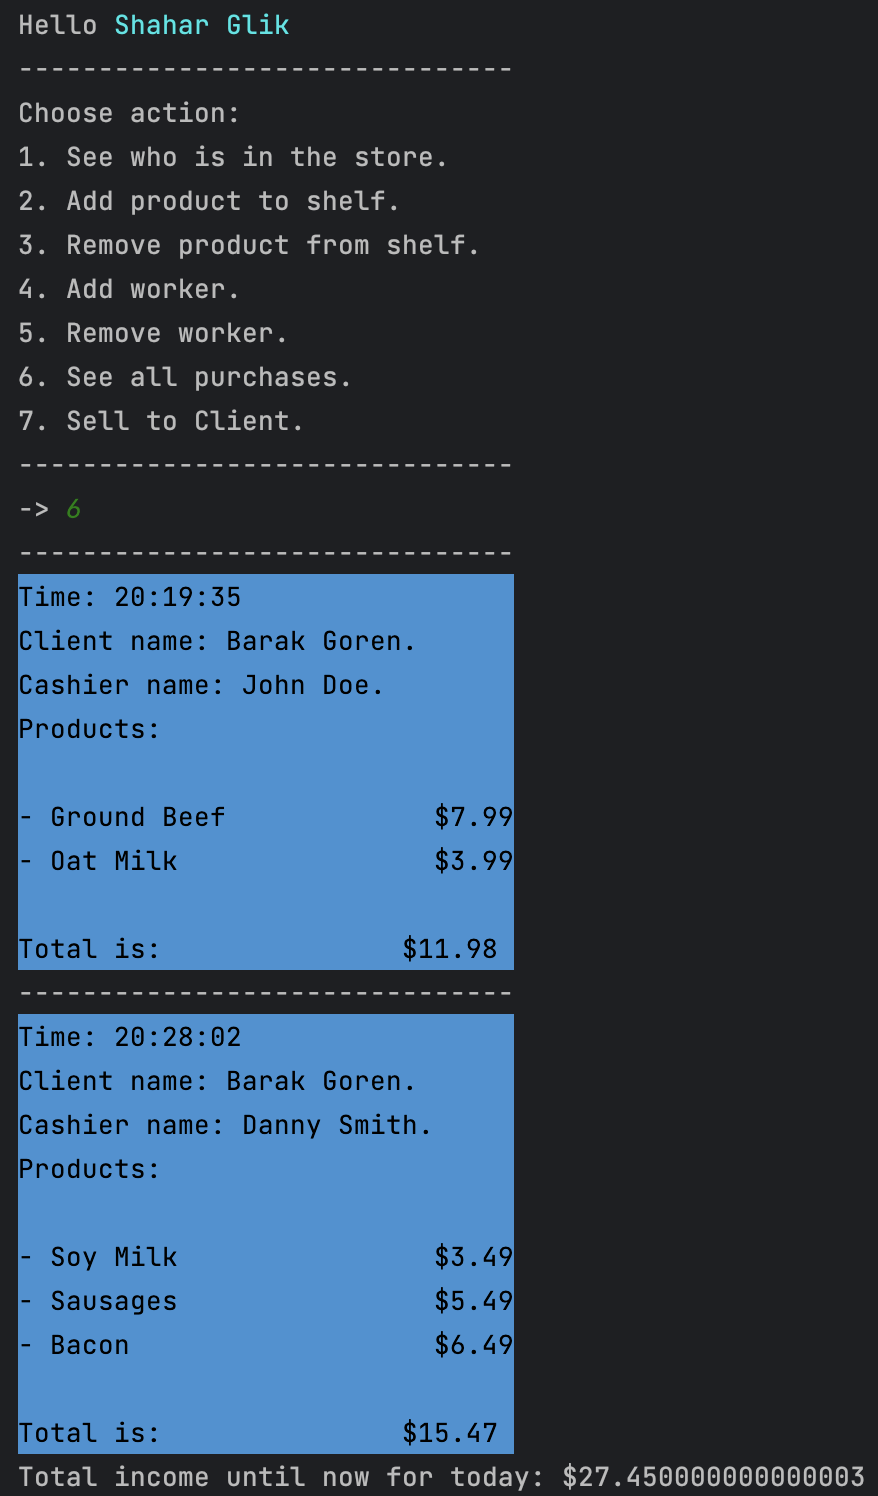 Hello Shahar Glik
-------------------------------
Choose action:
1. See who is in the store.
2. Add product to shelf.
3. Remove product from shelf.
4. Add worker.
5. Remove worker.
6. See all purchases.
7. Sell to Client.
-------------------------------
-> 6
-------------------------------
Time: 20:19:35
Client name: Barak Goren.
Cashier name: John Doe.
Products:
- Ground Beef             $7.99
- Oat Milk                $3.99
Total is:               $11.98
-------------------------------
Time: 20:28:02
Client name: Barak Goren.
Cashier name: Danny Smith.
Products:
- Soy Milk                $3.49
- Sausages                $5.49
- Bacon                   $6.49
Total is:               $15.47
Total income until now for today: $27.450000000000003